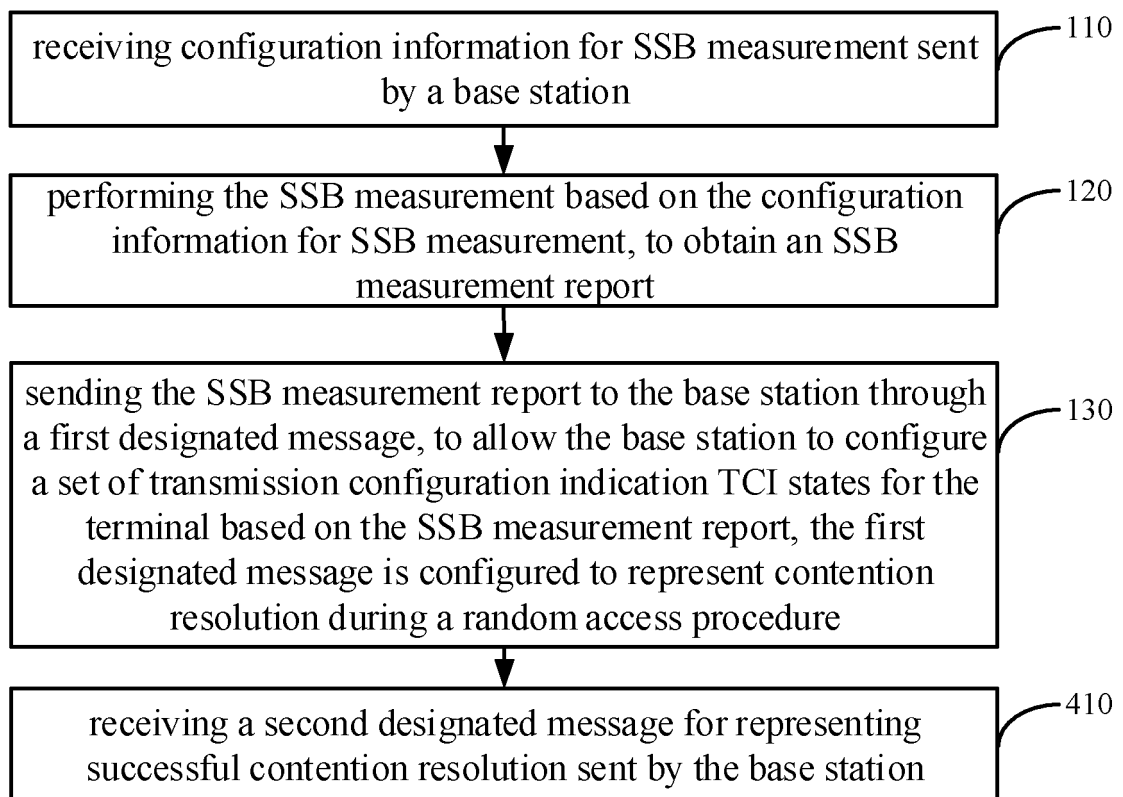 receiving configuration information for SSB measurement sent
by a base station
110
performing the SSB measurement based on the configuration
information for SSB measurement, to obtain an SSB
measurement report
120
sending the SSB measurement report to the base station through
a first designated message, to allow the base station to configure
a set of transmission configuration indication TCI states for the
terminal based on the SSB measurement report, the first
designated message is configured to represent contention
resolution during a random access procedure
130
receiving a second designated message for representing
successful contention resolution sent by the base station
410